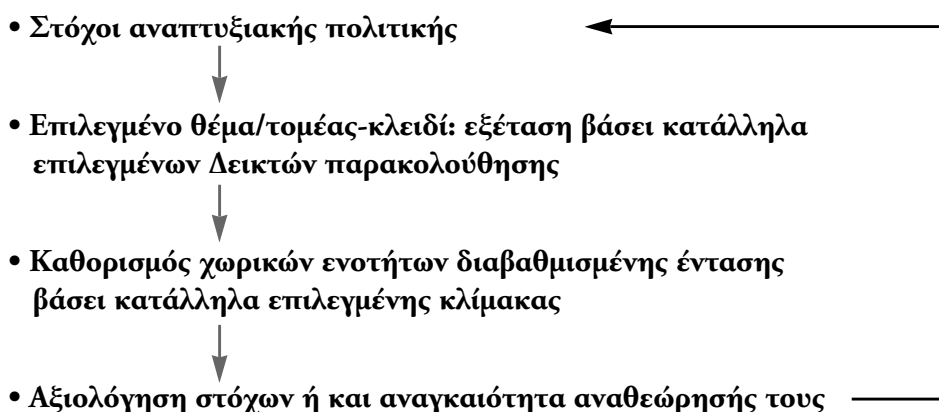 • Στόχοι αναπτυξιακής πολιτικής
• Επιλεγμένο θέμα/τομέας-κλειδί: εξέταση βάσει κατάλληλα
επιλεγμένων Δεικτών παρακολούθησης
• Καθορισμός χωρικών ενοτήτων διαβαθμισμένης έντασης
βάσει κατάλληλα επιλεγμένης κλίμακας
• Αξιολόγηση στόχων ή και αναγκαιότητα αναθεώρησής τους